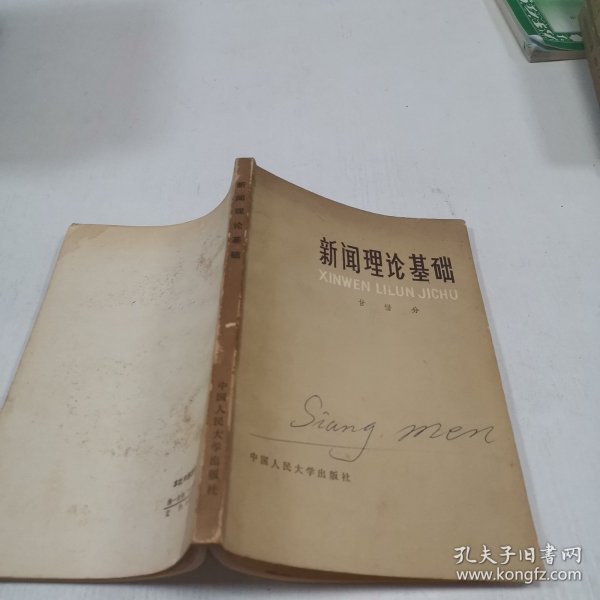 新闻理论基础
XINWEN LILUN JICHU
甘惜分
Siang men
中国人民大学出版社
新闻理论基础
中国人民大学出版社
孔夫子旧书网
www.kongfz.com